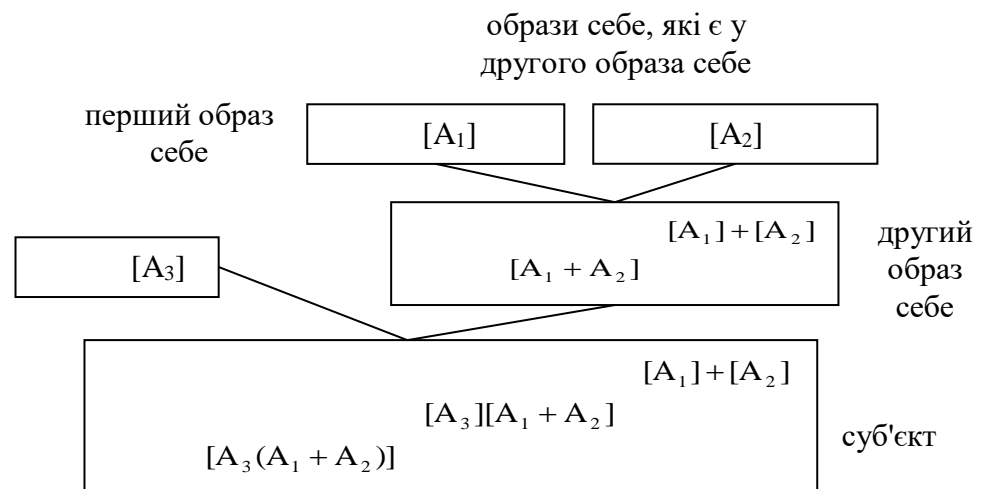 образи себе, які є у
другого образа себе
перший образ
себе
[A₁]
[A₂]
[A₁]+[A₂]
[A₁ + A₂]
другий
образ
себе
[A₃]
[A₁]+[A₂]
[A₃][A₁ + A₂]
[A₃(A₁ + A₂)]
суб'єкт